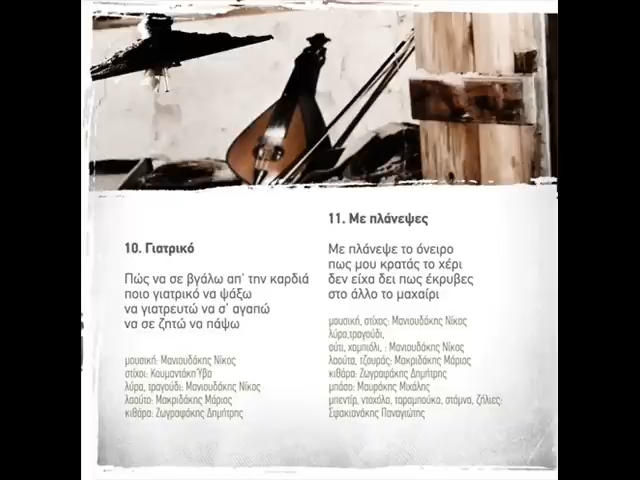 10. Γιατρικό
Πώς να σε βγάλω απ' την καρδιά
ποιο γιατρικό να ψάξω
να γιατρευτώ να σ' αγαπώ
να σε ζητώ να πάψω
μουσική: Μανιουδάκης Νίκος
στίχοι: Κουμαντάκη Ύβα
λύρα, τραγούδι: Μανιουδάκης Νίκος
λαούτο: Μακριδάκης Μάριος
κιθάρα: Ζωγραφάκης Δημήτρης
11. Με πλάνεψες
Με πλάνεψε το όνειρο
πως μου κρατάς το χέρι
δεν είχα δει πως έκρυβες
στο άλλο το μαχαίρι
μουσική, στίχοι: Μανιουδάκης Νίκος
λύρα,τραγούδι,
ούτι, χαμπιόλι, : Μανιουδάκης Νίκος
λαούτα, τζουράς: Μακριδάκης Μάριος
κιθάρα: Ζωγραφάκης Δημήτρης
μπάσο: Μαυράκης Μιχάλης
μπεντίρ, νταχόλα, ταραμπούκα, στάμνα, ζήλιες:
Σφακιανάκης Παναγιώτης